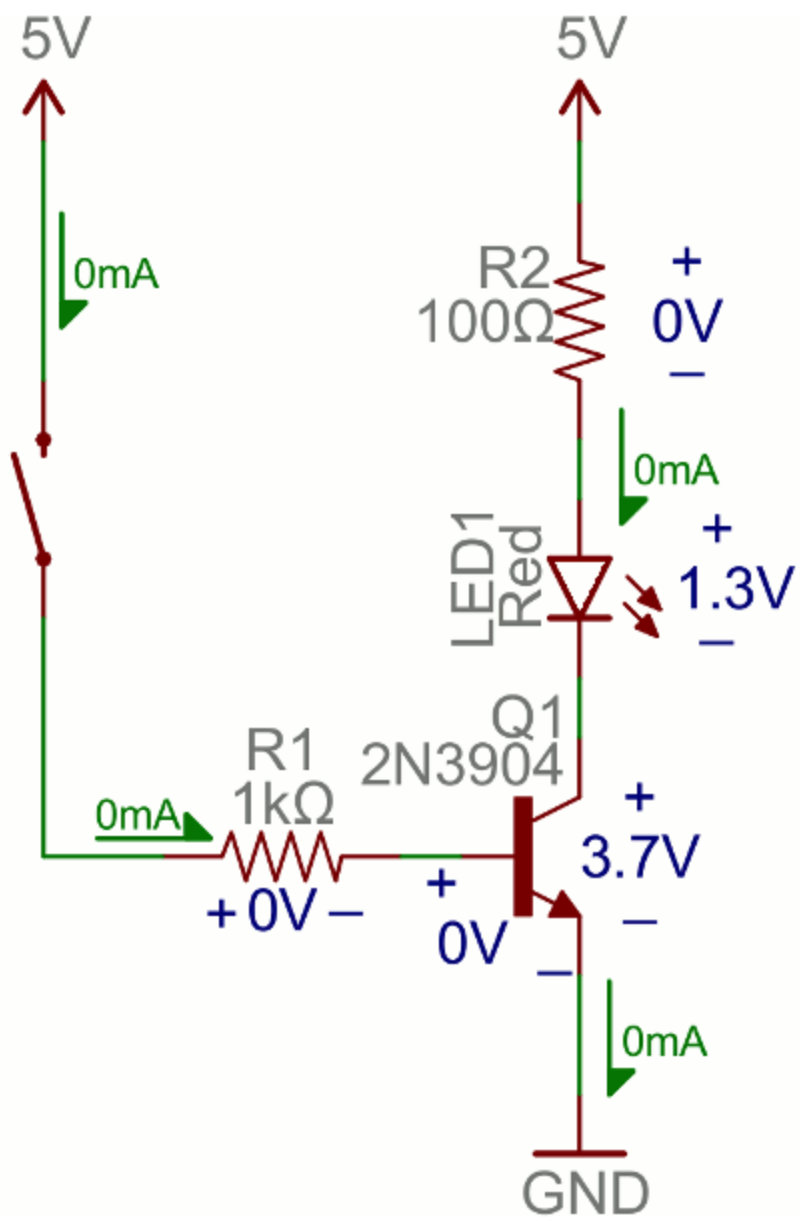 5V
5V
0mA
R2
100Ω
+
0V
–
0mA
LED1
Red
+
1.3V
–
Q1
2N3904
R1
1kΩ
0mA
+ 0V –
+
0V
–
+
3.7V
–
0mA
GND